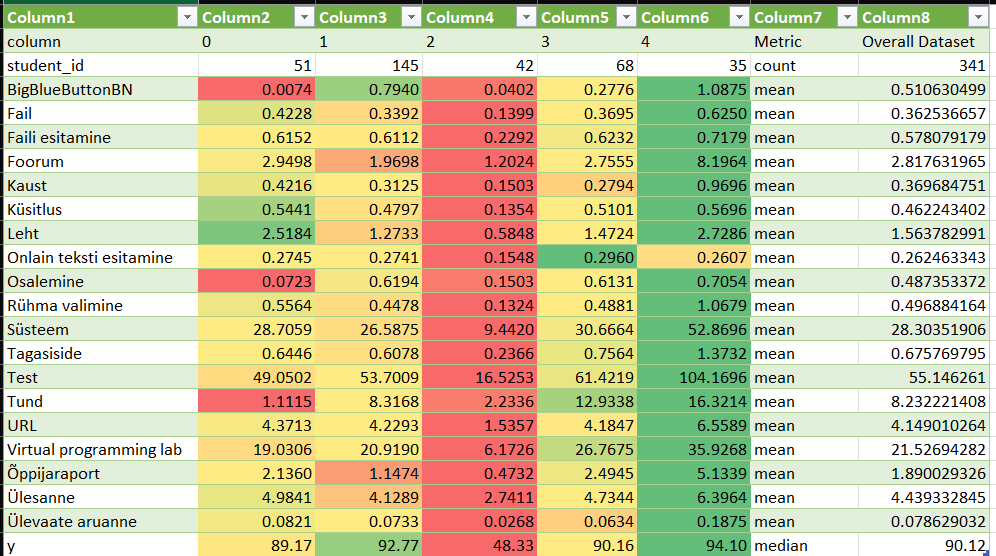 Column1 Column2 Column3 Column4 Column5 Column6 Column7 Column8
column 0 1 2 3 4 Metric Overall Dataset
student_id 51 145 42 68 35 count 341
BigBlueButtonBN 0.0074 0.7940 0.0402 0.2776 1.0875 mean 0.510630499
Fail 0.4228 0.3392 0.1399 0.3695 0.6250 mean 0.362536657
Faili esitamine 0.6152 0.6112 0.2292 0.6232 0.7179 mean 0.578079179
Foorum 2.9498 1.9698 1.2024 2.7555 8.1964 mean 2.817631965
Kaust 0.4216 0.3125 0.1503 0.2794 0.9696 mean 0.369684751
Küsitlus 0.5441 0.4797 0.1354 0.5101 0.5696 mean 0.462243402
Leht 2.5184 1.2733 0.5848 1.4724 2.7286 mean 1.563782991
Onlain teksti esitamine 0.2745 0.2741 0.1548 0.2960 0.2607 mean 0.262463343
Osalemine 0.0723 0.6194 0.1503 0.6131 0.7054 mean 0.487353372
Rühma valimine 0.5564 0.4478 0.1324 0.4881 1.0679 mean 0.496884164
Süsteem 28.7059 26.5875 9.4420 30.6664 52.8696 mean 28.30351906
Tagasiside 0.6446 0.6078 0.2366 0.7564 1.3732 mean 0.675769795
Test 49.0502 53.7009 16.5253 61.4219 104.1696 mean 55.146261
Tund 1.1115 8.3168 2.2336 12.9338 16.3214 mean 8.232221408
URL 4.3713 4.2293 1.5357 4.1847 6.5589 mean 4.149010264
Virtual programming lab 19.0306 20.9190 6.1726 26.7675 35.9268 mean 21.52694282
Õppijaraport 2.1360 1.1474 0.4732 2.4945 5.1339 mean 1.890029326
Ülesanne 4.9841 4.1289 2.7411 4.7344 6.3964 mean 4.439332845
Ülevaate aruanne 0.0821 0.0733 0.0268 0.0634 0.1875 mean 0.078629032
y 89.17 92.77 48.33 90.16 94.10 median 90.12